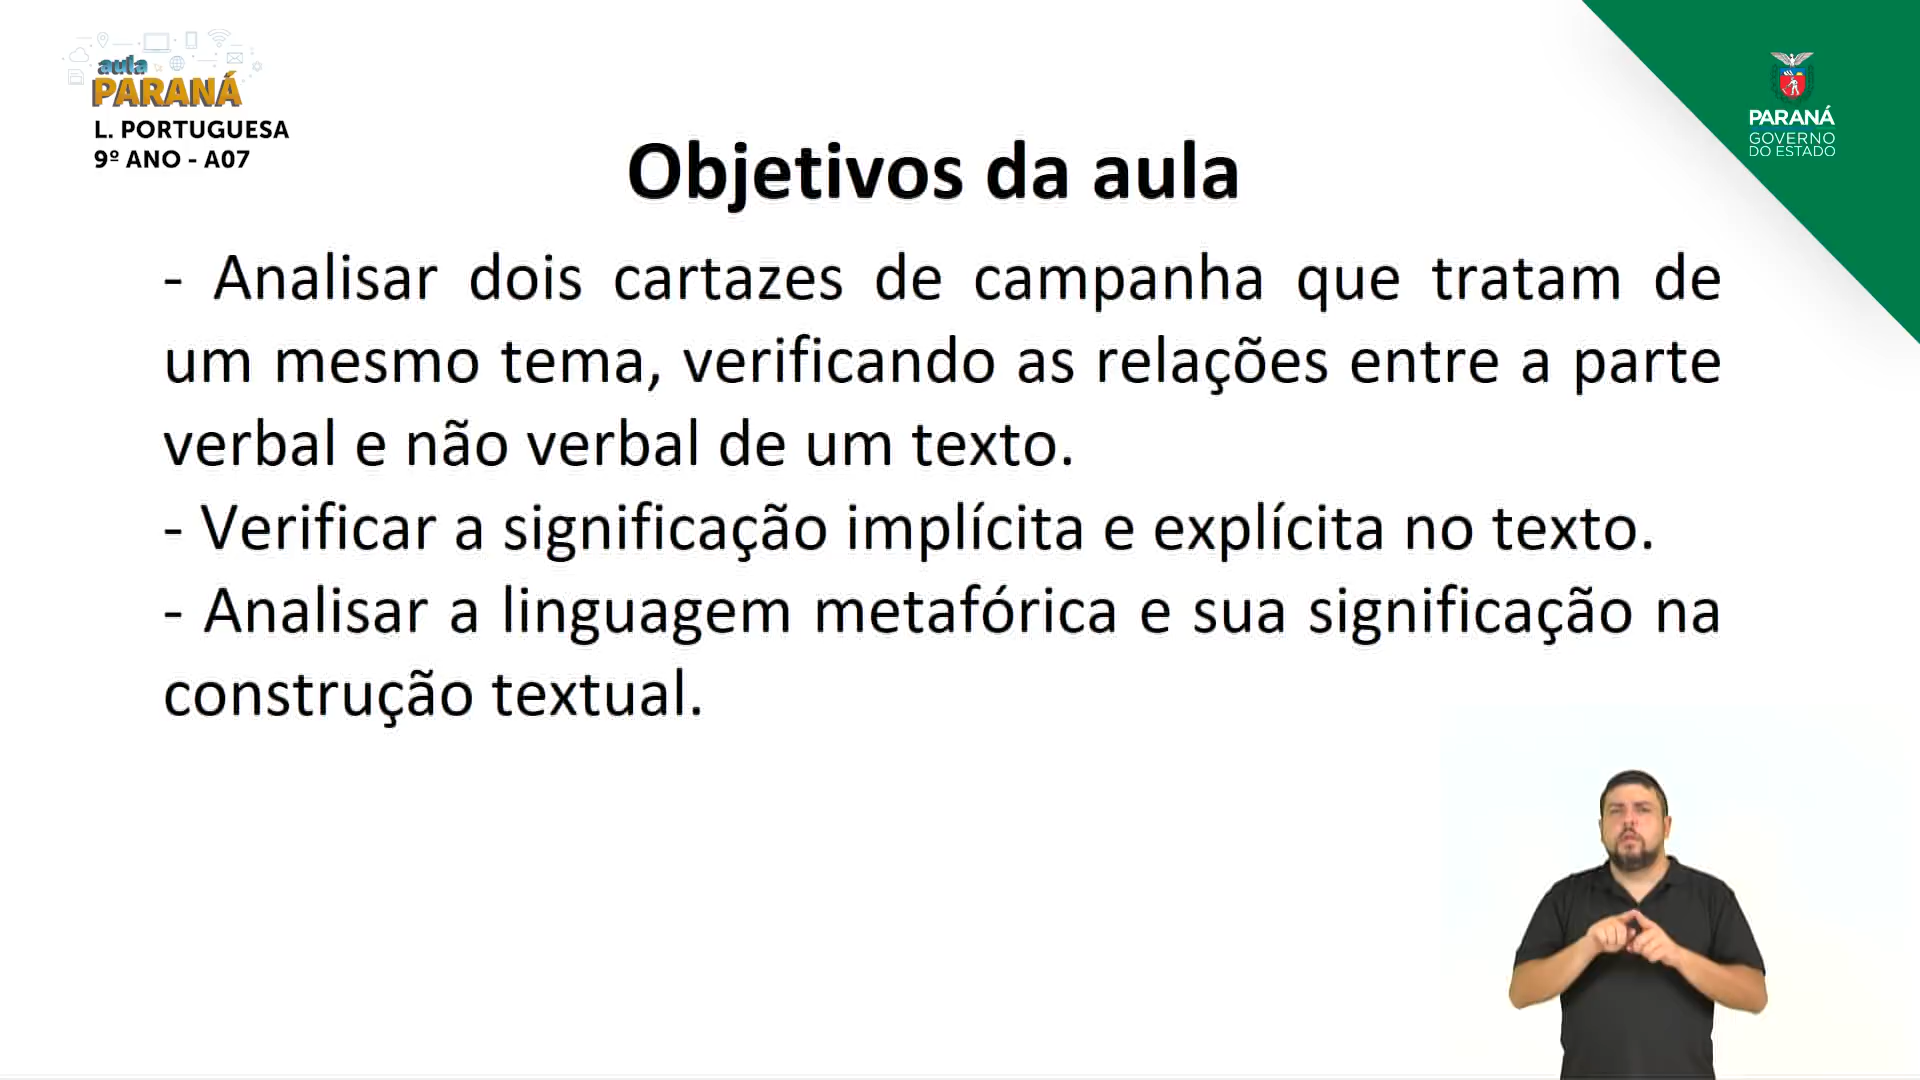 aula
PARANÁ
L. PORTUGUESA
9º ANO - A07
PARANÁ
GOVERNO
DO ESTADO
Objetivos da aula
- Analisar dois cartazes de campanha que tratam de
um mesmo tema, verificando as relações entre a parte
verbal e não verbal de um texto.
- Verificar a significação implícita e explícita no texto.
- Analisar a linguagem metafórica e sua significação na
construção textual.